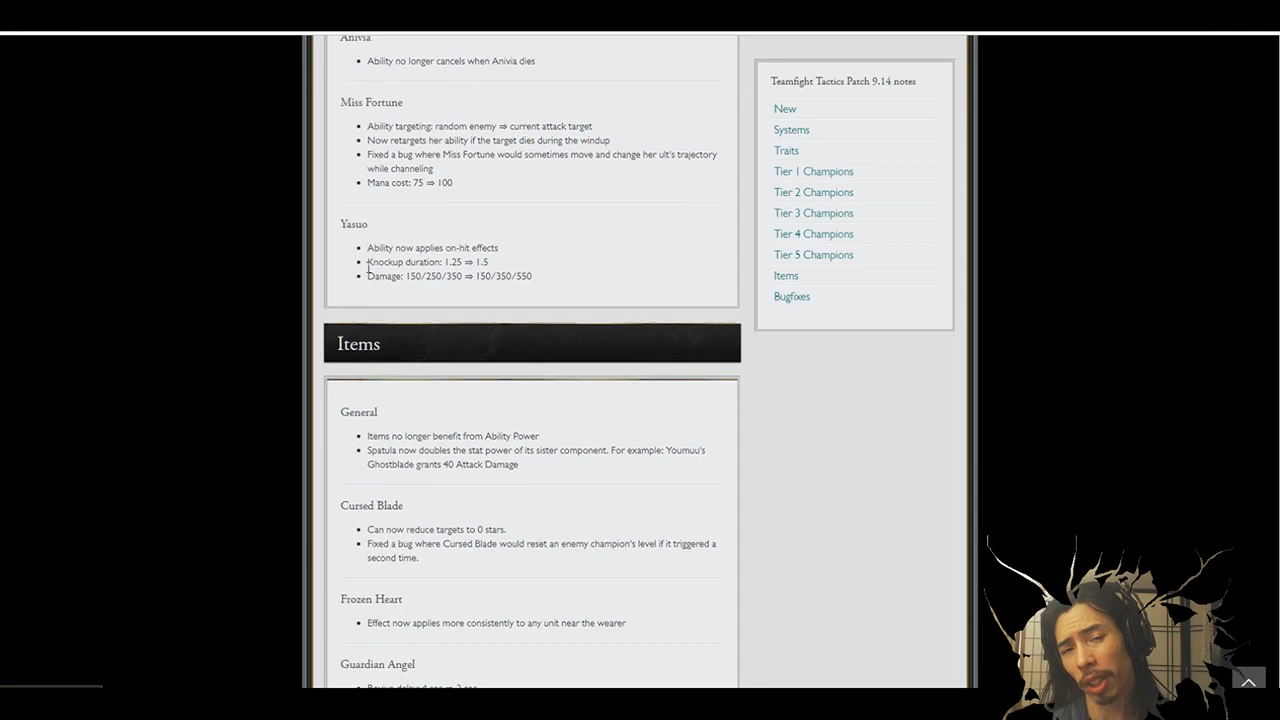 Anivia
Ability no longer cancels when Anivia dies
Miss Fortune
Ability targeting: random enemy ⇒ current attack target
Now retargets her ability if the target dies during the windup
Fixed a bug where Miss Fortune would sometimes move and change her ult's trajectory
while channeling
Mana cost: 75 ⇒ 100
Yasuo
Ability now applies on-hit effects
Knockup duration: 1.25 ⇒ 1.5
Damage: 150/250/350 ⇒ 150/350/550
Items
General
Items no longer benefit from Ability Power
Spatula now doubles the stat power of its sister component. For example: Youmuu's
Ghostblade grants 40 Attack Damage
Cursed Blade
Can now reduce targets to 0 stars.
Fixed a bug where Cursed Blade would reset an enemy champion's level if it triggered a
second time.
Frozen Heart
Effect now applies more consistently to any unit near the wearer
Guardian Angel
Teamfight Tactics Patch 9.14 notes
New
Systems
Traits
Tier 1 Champions
Tier 2 Champions
Tier 3 Champions
Tier 4 Champions
Tier 5 Champions
Items
Bugfixes